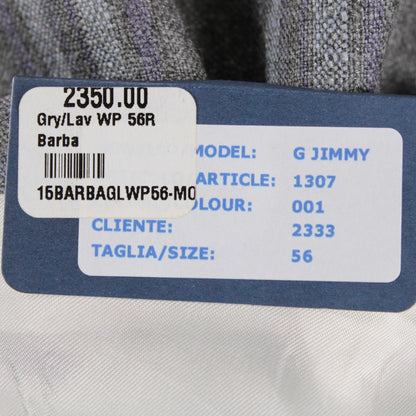 2350.00
Gry/Lav WP 56R
Barba
15BARBAGLWP56-MO
/MODEL: G JIMMY
/ARTICLE: 1307
OLOUR: 001
CLIENTE: 2333
TAGLIA/SIZE: 56